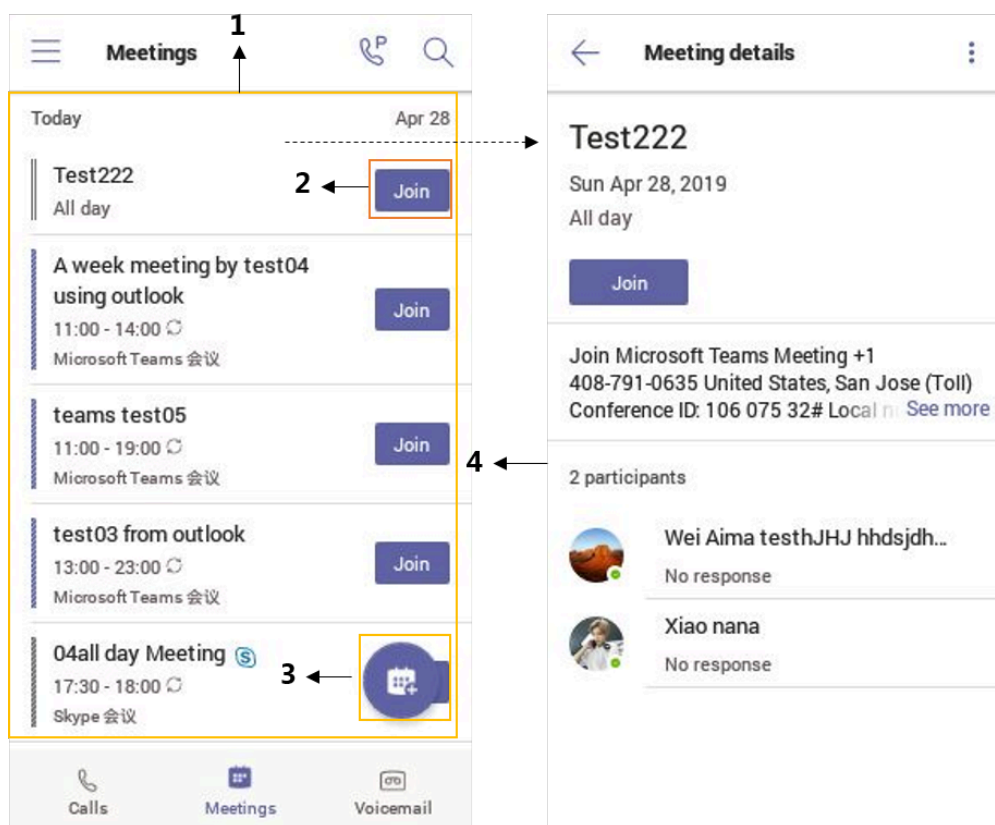 1
Meetings
P
Today Apr 28
Test222
All day
2
Join
A week meeting by test04
using outlook
11:00 - 14:00
Microsoft Teams 会议
Join
teams test05
11:00 - 19:00
Microsoft Teams 会议
Join
test03 from outlook
13:00 - 23:00
Microsoft Teams 会议
Join
04all day Meeting S
17:30 - 18:00
Skype 会议
3
Calls Meetings Voicemail
4
Meeting details
Test222
Sun Apr 28, 2019
All day
Join
Join Microsoft Teams Meeting +1
408-791-0635 United States, San Jose (Toll)
Conference ID: 106 075 32# Local n See more
2 participants
Wei Aima testhJHJ hhdsjdh...
No response
Xiao nana
No response